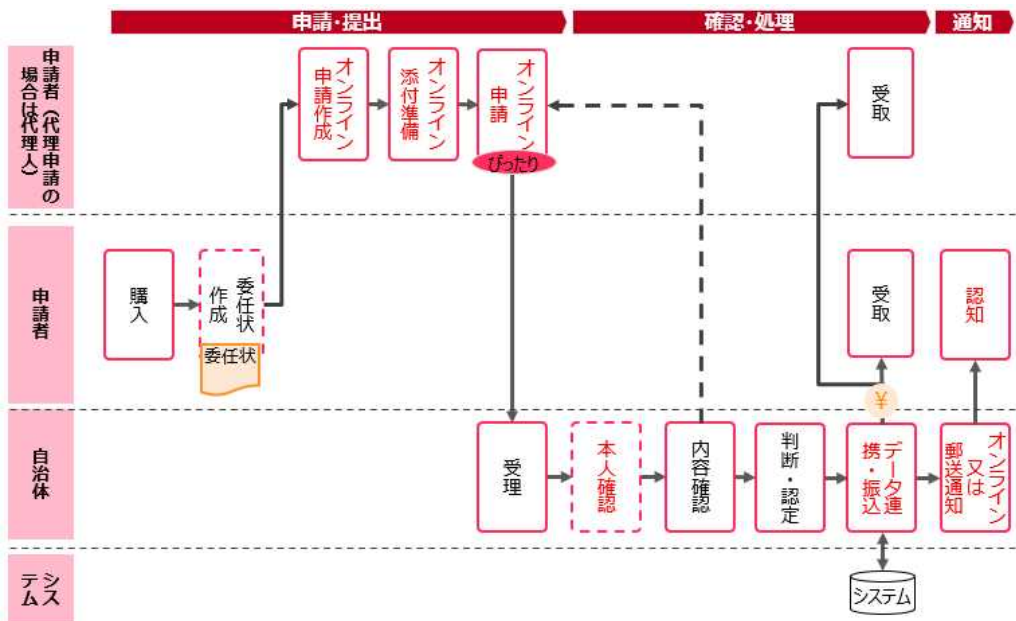 申請・提出
確認・処理
通知
申請者（代理申請の
場合は代理人）
オンライン
申請作成
オンライン
添付準備
オンライン
申請
ぴったり
受取
申請者
購入
委任状
作成
委任状
受取
認知
¥
自治体
受理
本人確認
内容確認
判断・認定
データ連
携・振込
オンライン
又は
郵送通知
シス
テム
システム